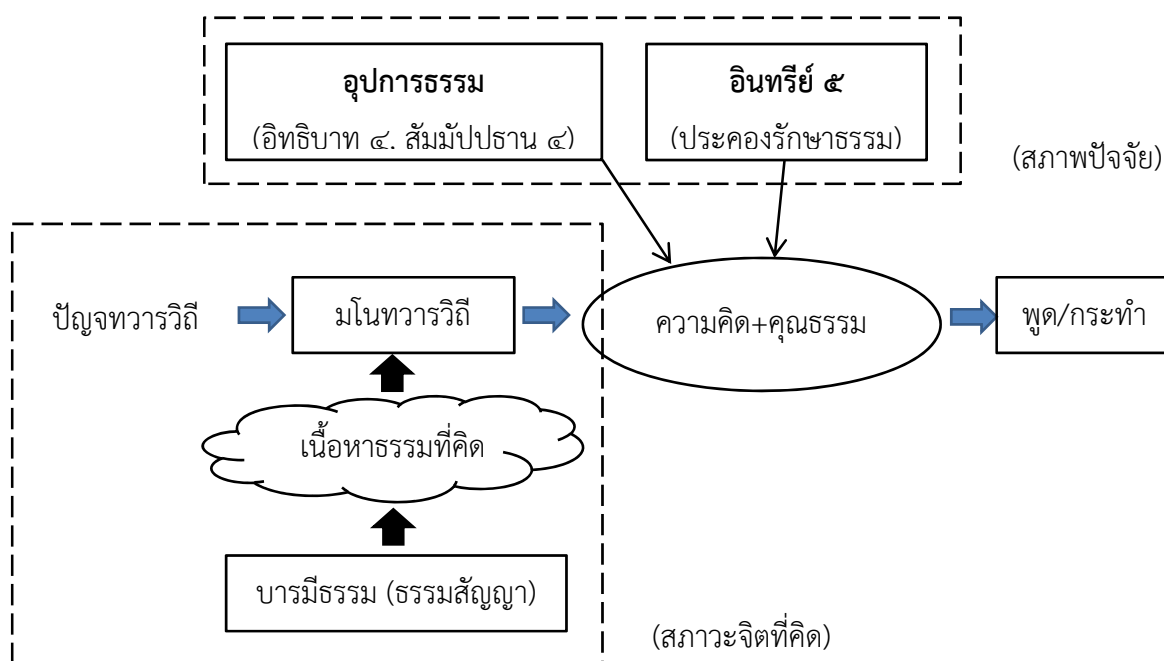 อุปการธรรม
(อิทธิบาท ๔. สัมมัปปธาน ๔)
อินทรีย์ ๕
(ประคองรักษาธรรม)
(สภาพปัจจัย)
ปัญจทวารวิถี
มโนทวารวิถี
ความคิด+คุณธรรม
พูด/กระทำ
เนื้อหาธรรมที่คิด
บารมีธรรม (ธรรมสัญญา)
(สภาวะจิตที่คิด)